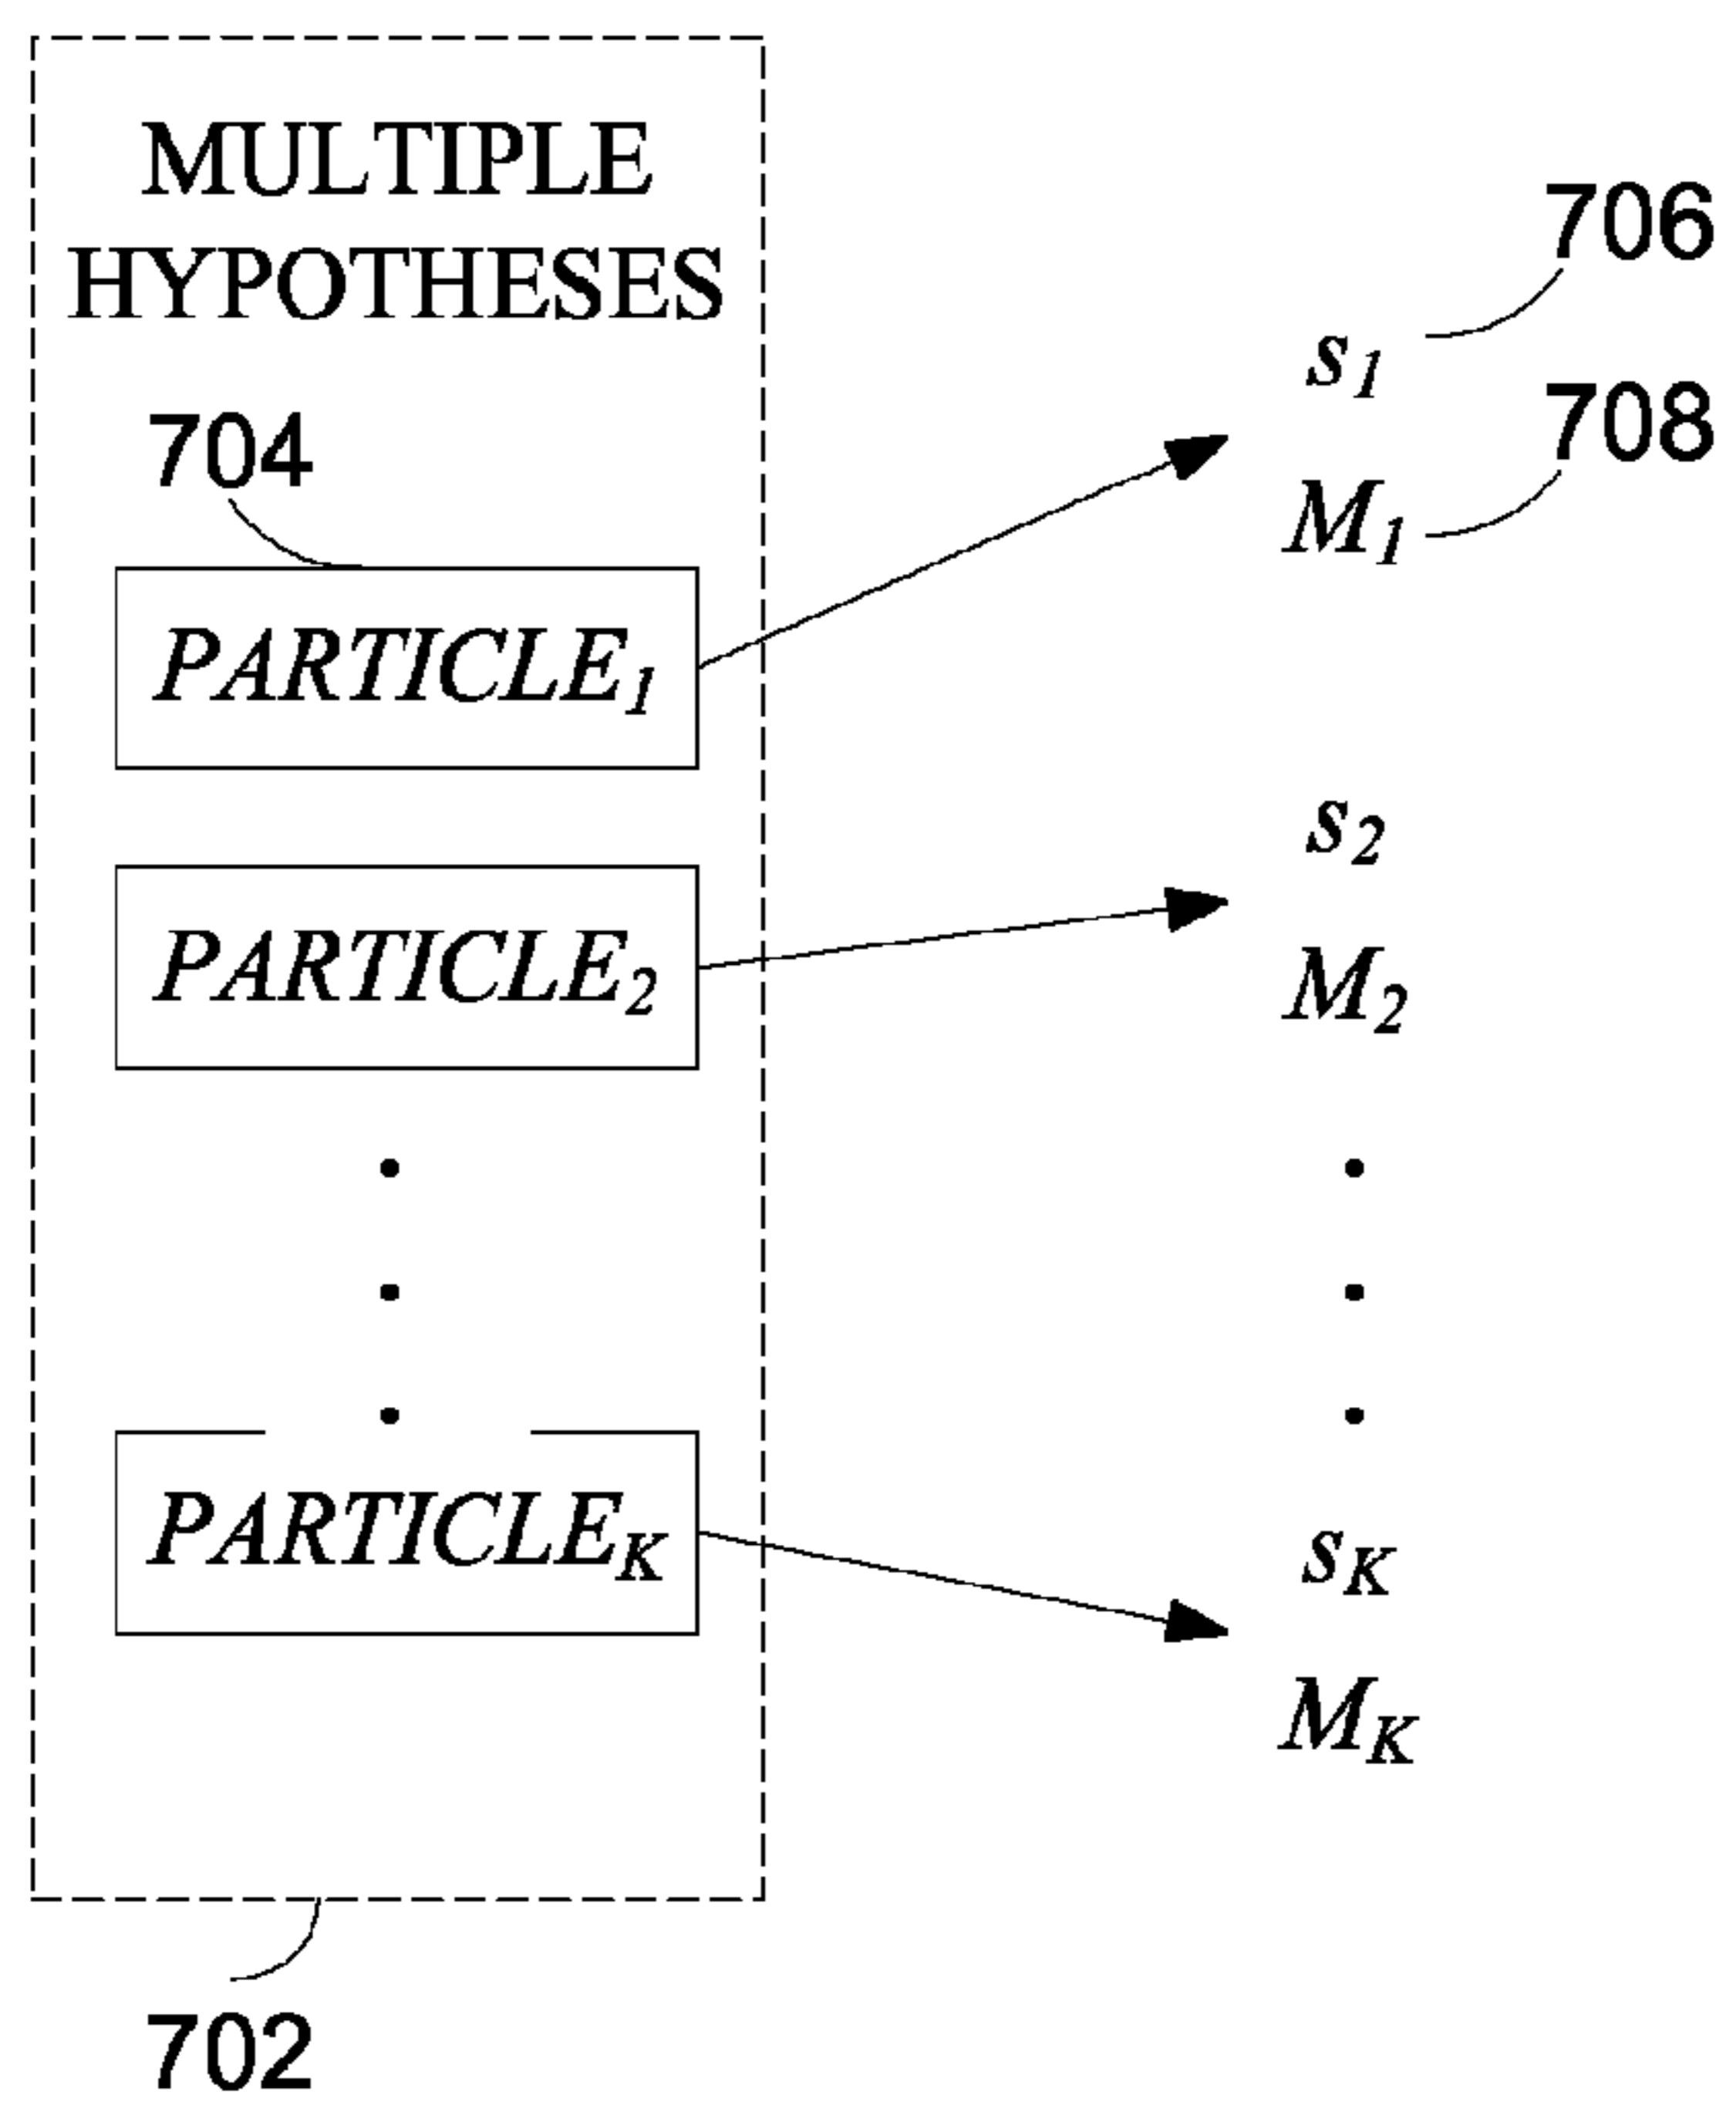 MULTIPLE
HYPOTHESES
706
s1
704
708
M1
PARTICLE1
s2
PARTICLE2
M2
PARTICLEK
sK
MK
702